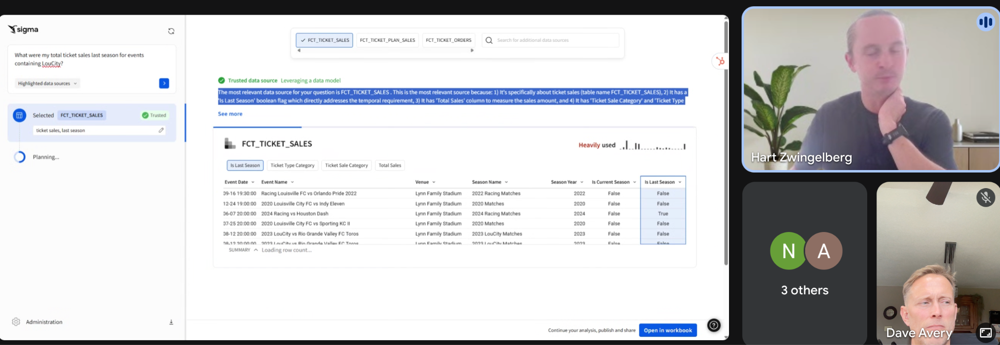 sigma
What were my total ticket sales last season for events
containing LouCity?
Highlighted data sources
Selected FCT_TICKET_SALES Trusted
ticket sales, last season
Planning...
Administration
FCT_TICKET_SALES FCT_TICKET_PLAN_SALES FCT_TICKET_ORDERS Search for additional data sources
Trusted data source Leveraging a data model
The most relevant data source for your question is FCT_TICKET_SALES . This is the most relevant source because: 1) It's specifically about ticket sales (table name FCT_TICKET_SALES), 2) It has a
'Is Last Season' boolean flag which directly addresses the temporal requirement, 3) It has 'Total Sales' column to measure the sales amount, and 4) It has 'Ticket Sale Category' and 'Ticket Type
See more
FCT_TICKET_SALES Heavily used
Is Last Season Ticket Type Category Ticket Sale Category Total Sales
Event Date Event Name Venue Season Name Season Year Is Current Season Is Last Season
09-16 19:30:00 Racing Louisville FC vs Orlando Pride 2022 Lynn Family Stadium 2022 Racing Matches 2022 False False
12-24 19:00:00 2020 Louisville City FC vs Indy Eleven Lynn Family Stadium 2020 Matches 2020 False False
06-07 20:00:00 2024 Racing vs Houston Dash Lynn Family Stadium 2024 Racing Matches 2024 False True
07-25 20:00:00 2020 Louisville City FC vs Sporting KC II Lynn Family Stadium 2020 Matches 2020 False False
08-12 20:00:00 2023 LouCity vs Rio Grande Valley FC Toros Lynn Family Stadium 2023 LouCity Matches 2023 False False
08-12 20:00:00 2023 LouCity vs Rio Grande Valley FC Toros Lynn Family Stadium 2023 LouCity Matches 2023 False False
SUMMARY Loading row count...
Continue your analysis, publish and share Open in workbook
Hart Zwingelberg
N A
3 others
Dave Avery